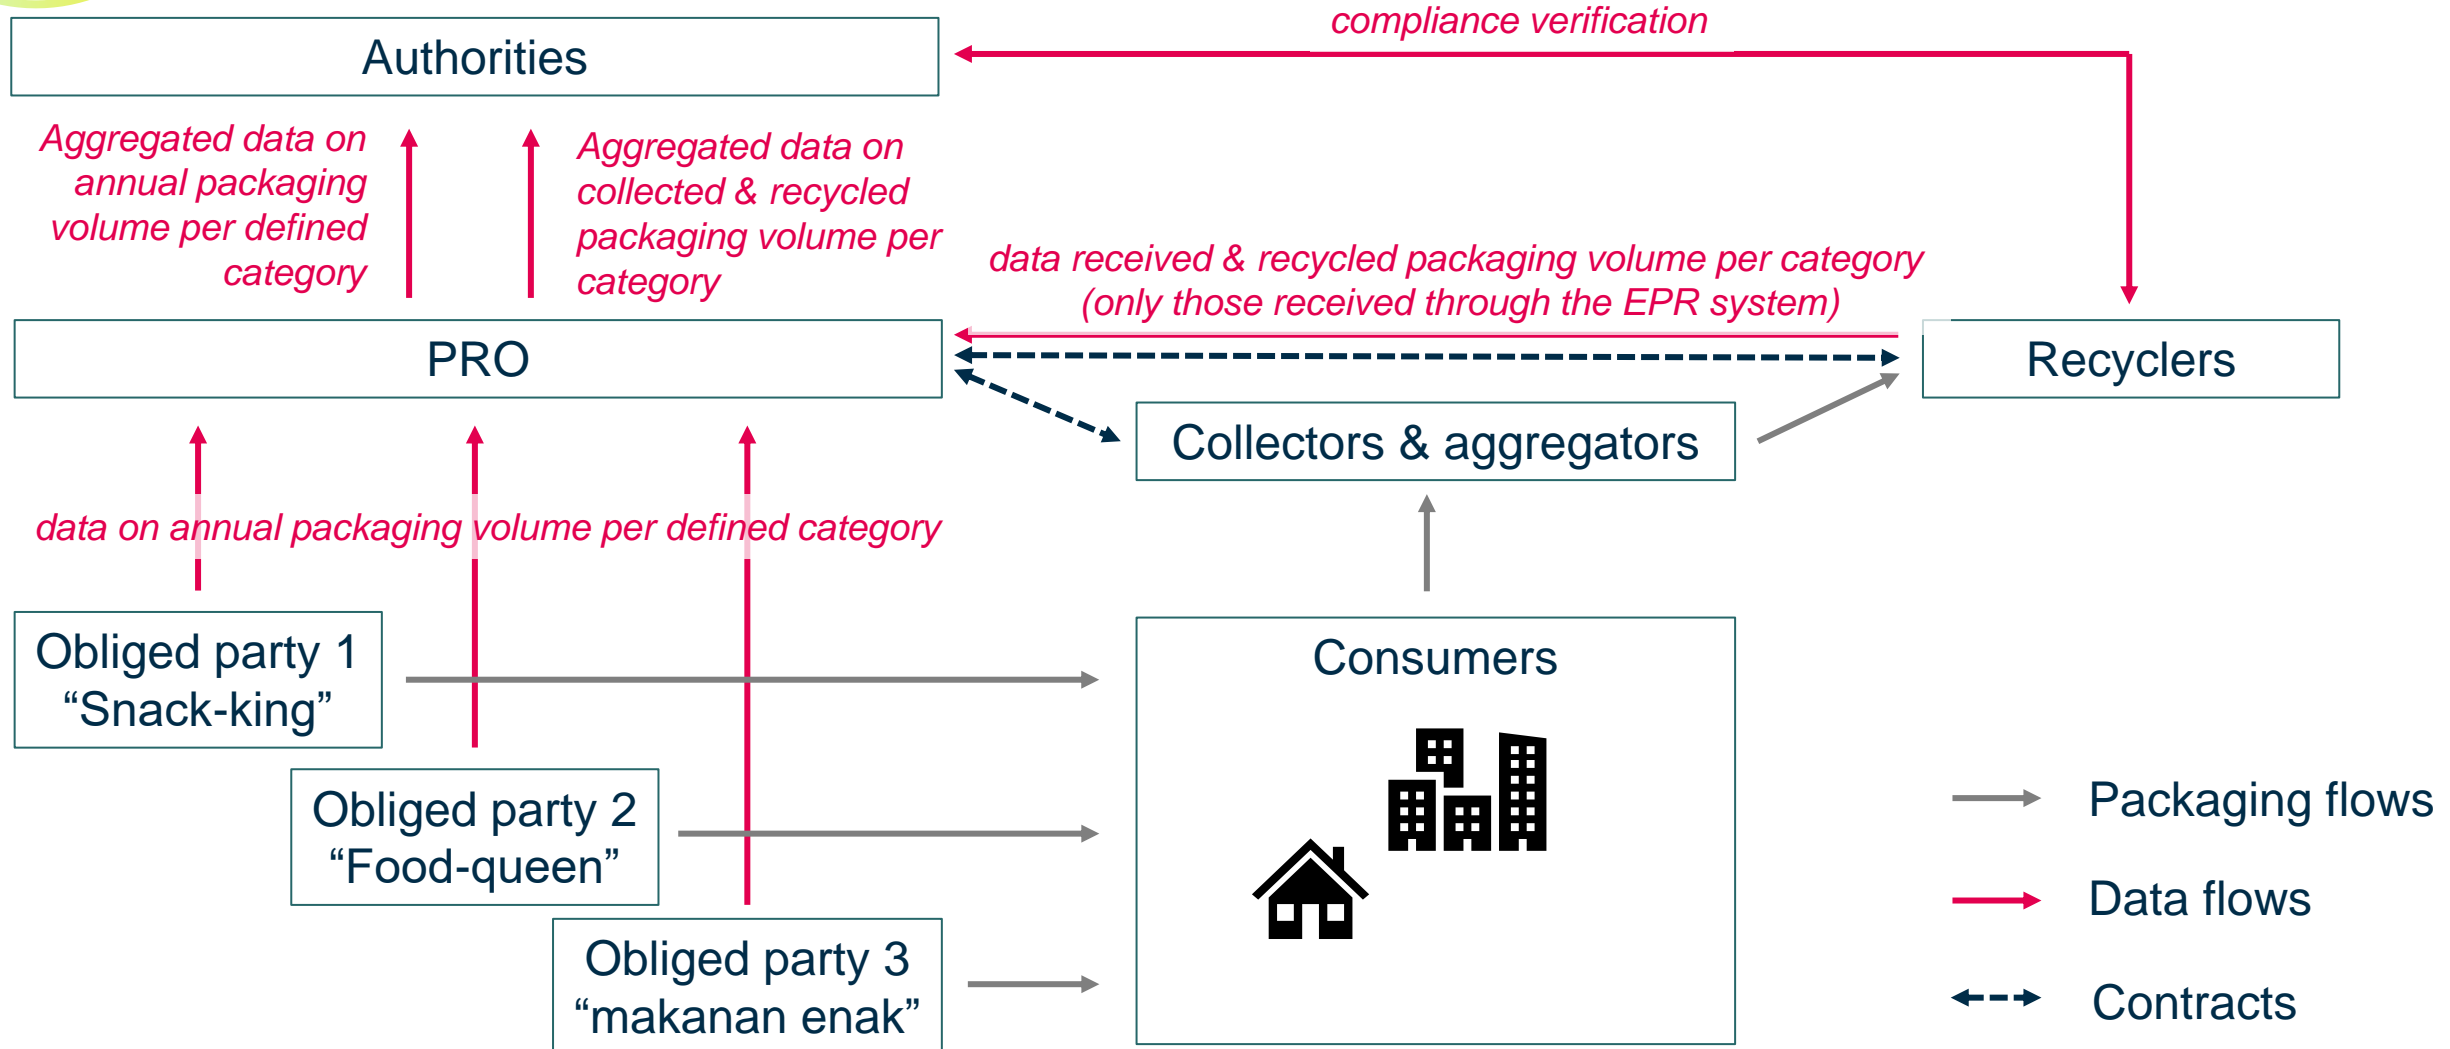 compliance verification
Authorities
Aggregated data on
annual packaging
volume per defined
category
Aggregated data on
collected & recycled
packaging volume per
category
data received & recycled packaging volume per category
(only those received through the EPR system)
PRO
Recyclers
Collectors & aggregators
data on annual packaging volume per defined category
Obliged party 1
“Snack-king”
Consumers
Obliged party 2
“Food-queen”
Obliged party 3
“makanan enak”
Packaging flows
Data flows
Contracts